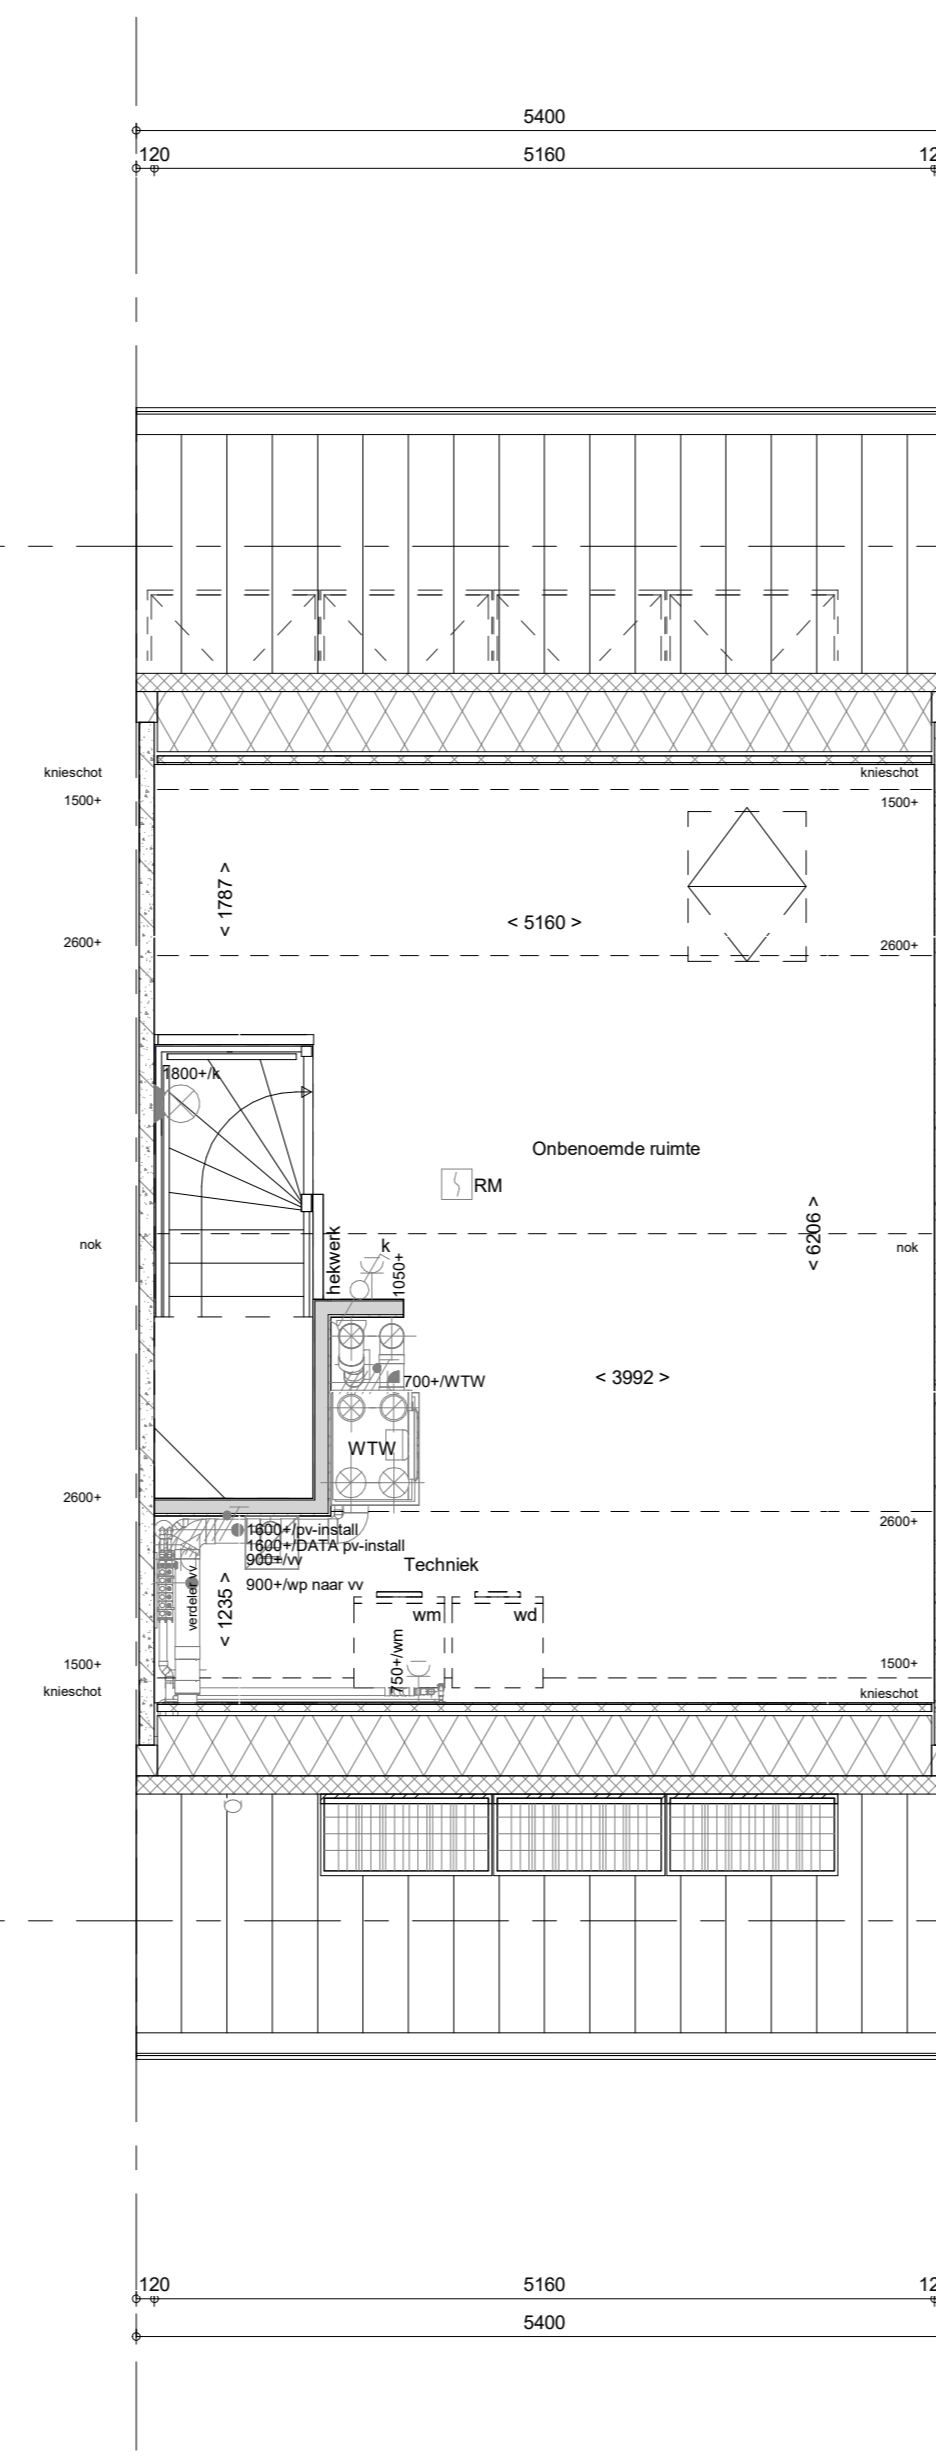 5400
120
5160
12
knieschot
knieschot
1500+
1500+
< 1787 >
< 5160 >
2600+
2600+
1800+/k
Onbenoemde ruimte
RM
< 6206 >
hekwerk
nok
k
nok
1050+
700+/WTW
< 3992 >
WTW
2600+
2600+
1600+/pv-install
1600+/DATA pv-install
900+/vv
Techniek
900+/wp naar vv
verdeler vv
< 1235 >
wm
wd
750+/wm
1500+
1500+
knieschot
knieschot
120
5160
12
5400